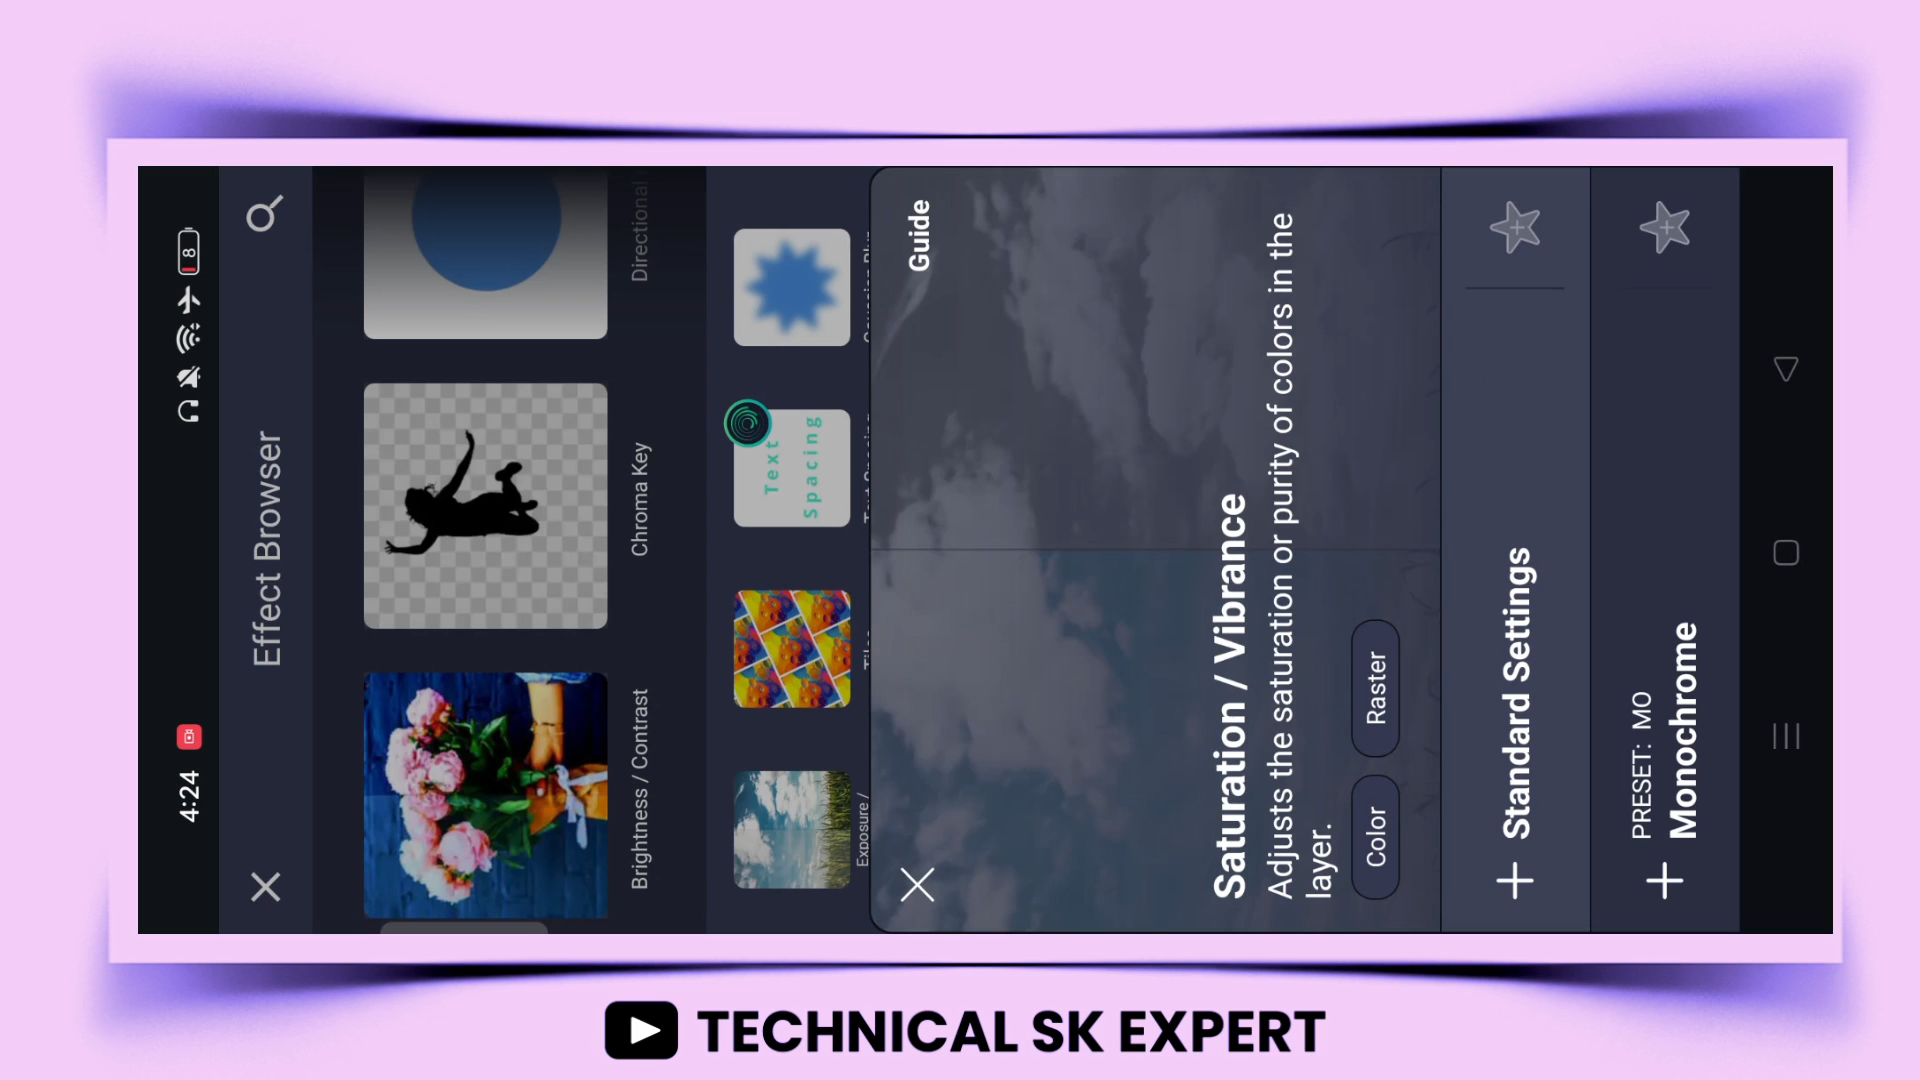 4:24
8
Effect Browser
Brightness / Contrast
Chroma Key
Directional
Exposure /
Text
Spacing
Guide
Saturation / Vibrance
Adjusts the saturation or purity of colors in the
layer.
Color
Raster
Standard Settings
PRESET: MO
Monochrome
TECHNICAL SK EXPERT